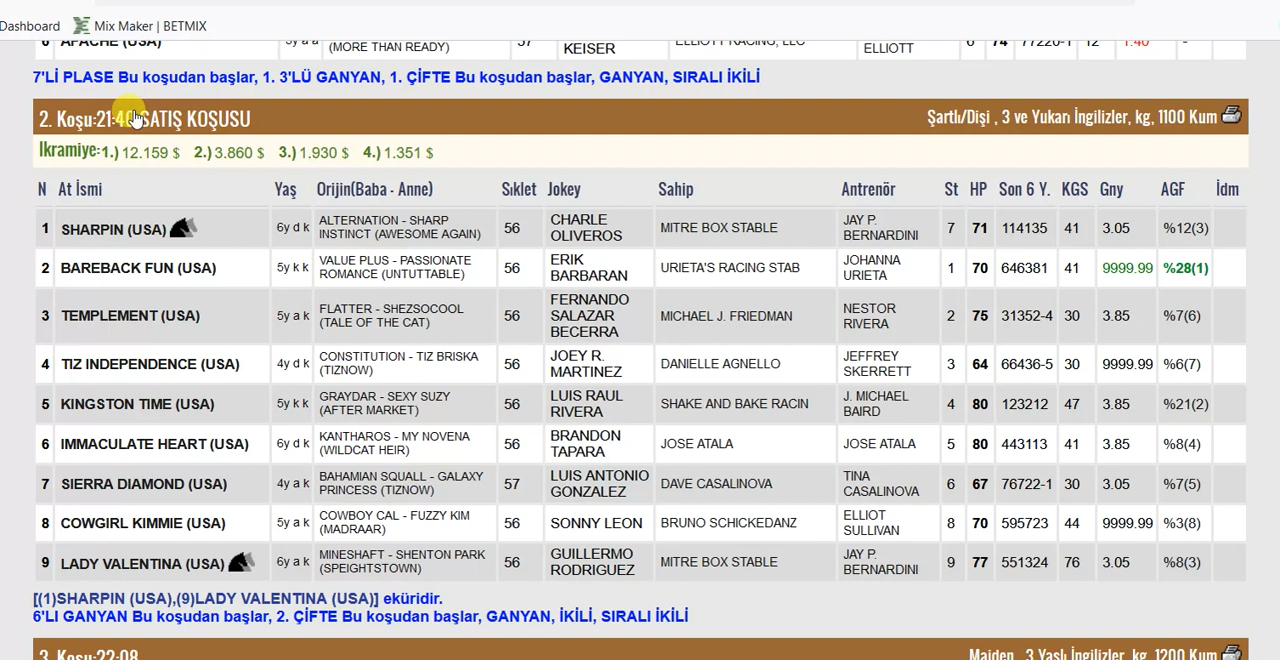 Dashboard Mix Maker | BETMIX
6 APACHE (USA) 5y a a (MORE THAN READY) 57 KEISER ELLIOTT RACING, LLC ELLIOTT 6 74 77220-1 12 1.40 -
7'Lİ PLASE Bu koşudan başlar, 1. 3'LÜ GANYAN, 1. ÇİFTE Bu koşudan başlar, GANYAN, SIRALI İKİLİ
2. Koşu:21:40 SATIŞ KOŞUSU Şartlı/Dişi , 3 ve Yukarı İngilizler, kg, 1100 Kum
İkramiye:1.) 12.159 $ 2.) 3.860 $ 3.) 1.930 $ 4.) 1.351 $
N At İsmi Yaş Orijin(Baba - Anne) Sıklet Jokey Sahip Antrenör St HP Son 6 Y. KGS Gny AGF İdm
1 SHARPIN (USA) 6y d k ALTERNATION - SHARP INSTINCT (AWESOME AGAIN) 56 CHARLE OLIVEROS MITRE BOX STABLE JAY P. BERNARDINI 7 71 114135 41 3.05 %12(3)
2 BAREBACK FUN (USA) 5y k k VALUE PLUS - PASSIONATE ROMANCE (UNTUTTABLE) 56 ERIK BARBARAN URIETA'S RACING STAB JOHANNA URIETA 1 70 646381 41 9999.99 %28(1)
3 TEMPLEMENT (USA) 5y a k FLATTER - SHEZSOCOOL (TALE OF THE CAT) 56 FERNANDO SALAZAR BECERRA MICHAEL J. FRIEDMAN NESTOR RIVERA 2 75 31352-4 30 3.85 %7(6)
4 TIZ INDEPENDENCE (USA) 4y d k CONSTITUTION - TIZ BRISKA (TIZNOW) 56 JOEY R. MARTINEZ DANIELLE AGNELLO JEFFREY SKERRETT 3 64 66436-5 30 9999.99 %6(7)
5 KINGSTON TIME (USA) 5y k k GRAYDAR - SEXY SUZY (AFTER MARKET) 56 LUIS RAUL RIVERA SHAKE AND BAKE RACIN J. MICHAEL BAIRD 4 80 123212 47 3.85 %21(2)
6 IMMACULATE HEART (USA) 6y d k KANTHAROS - MY NOVENA (WILDCAT HEIR) 56 BRANDON TAPARA JOSE ATALA JOSE ATALA 5 80 443113 41 3.85 %8(4)
7 SIERRA DIAMOND (USA) 4y a k BAHAMIAN SQUALL - GALAXY PRINCESS (TIZNOW) 57 LUIS ANTONIO GONZALEZ DAVE CASALINOVA TINA CASALINOVA 6 67 76722-1 30 3.05 %7(5)
8 COWGIRL KIMMIE (USA) 5y a k COWBOY CAL - FUZZY KIM (MADRAAR) 56 SONNY LEON BRUNO SCHICKEDANZ ELLIOT SULLIVAN 8 70 595723 44 9999.99 %3(8)
9 LADY VALENTINA (USA) 6y a k MINESHAFT - SHENTON PARK (SPEIGHTSTOWN) 56 GUILLERMO RODRIGUEZ MITRE BOX STABLE JAY P. BERNARDINI 9 77 551324 76 3.05 %8(3)
[(1)SHARPIN (USA),(9)LADY VALENTINA (USA)] eküridir.
6'LI GANYAN Bu koşudan başlar, 2. ÇİFTE Bu koşudan başlar, GANYAN, İKİLİ, SIRALI İKİLİ
3. Koşu:22:08 Maiden , 3 Yaşlı İngilizler, kg, 1200 Kum